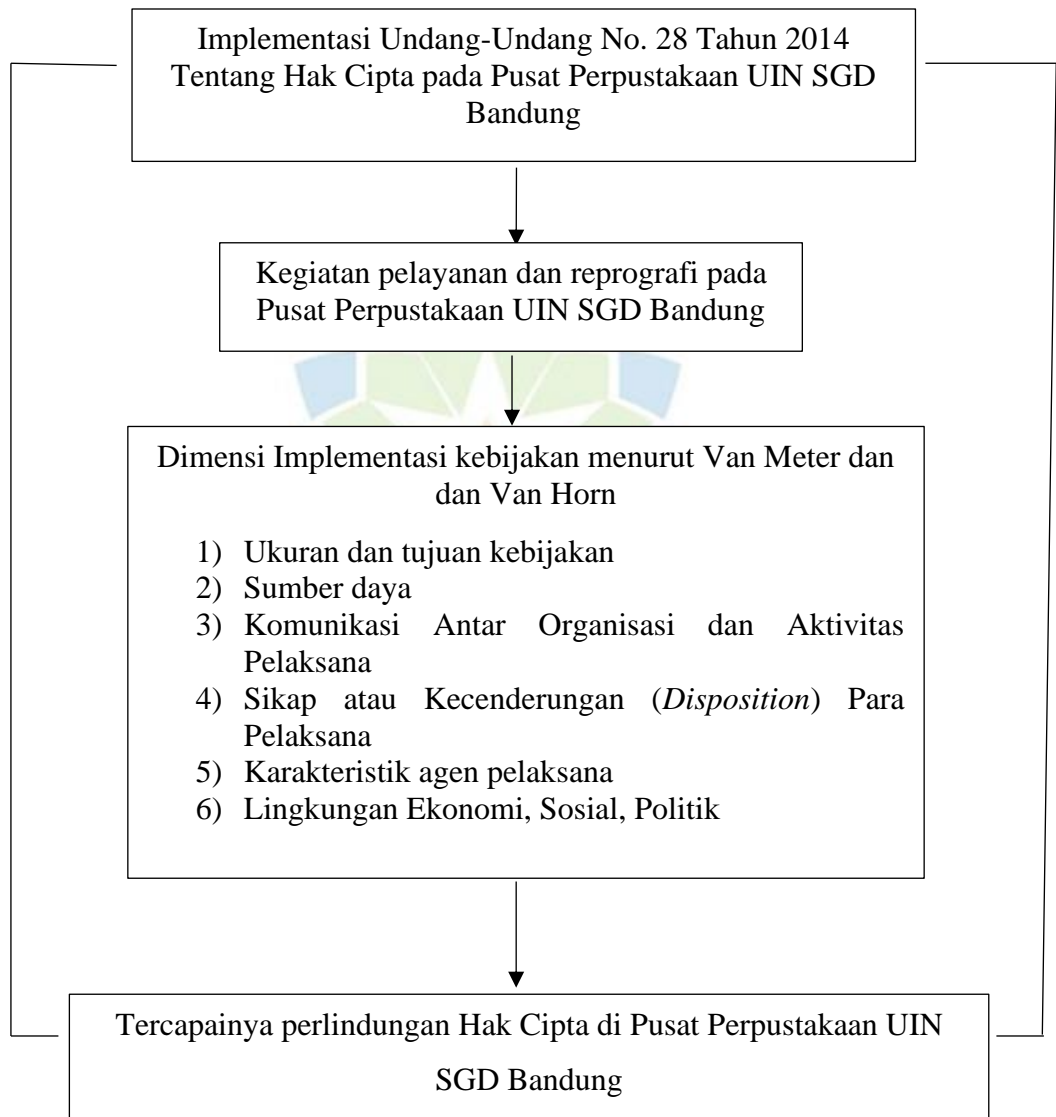 Implementasi Undang-Undang No. 28 Tahun 2014
Tentang Hak Cipta pada Pusat Perpustakaan UIN SGD
Bandung
Kegiatan pelayanan dan reprografi pada
Pusat Perpustakaan UIN SGD Bandung
Dimensi Implementasi kebijakan menurut Van Meter dan
dan Van Horn
1) Ukuran dan tujuan kebijakan
2) Sumber daya
3) Komunikasi Antar Organisasi dan Aktivitas
Pelaksana
4) Sikap atau Kecenderungan (Disposition) Para
Pelaksana
5) Karakteristik agen pelaksana
6) Lingkungan Ekonomi, Sosial, Politik
Tercapainya perlindungan Hak Cipta di Pusat Perpustakaan UIN
SGD Bandung